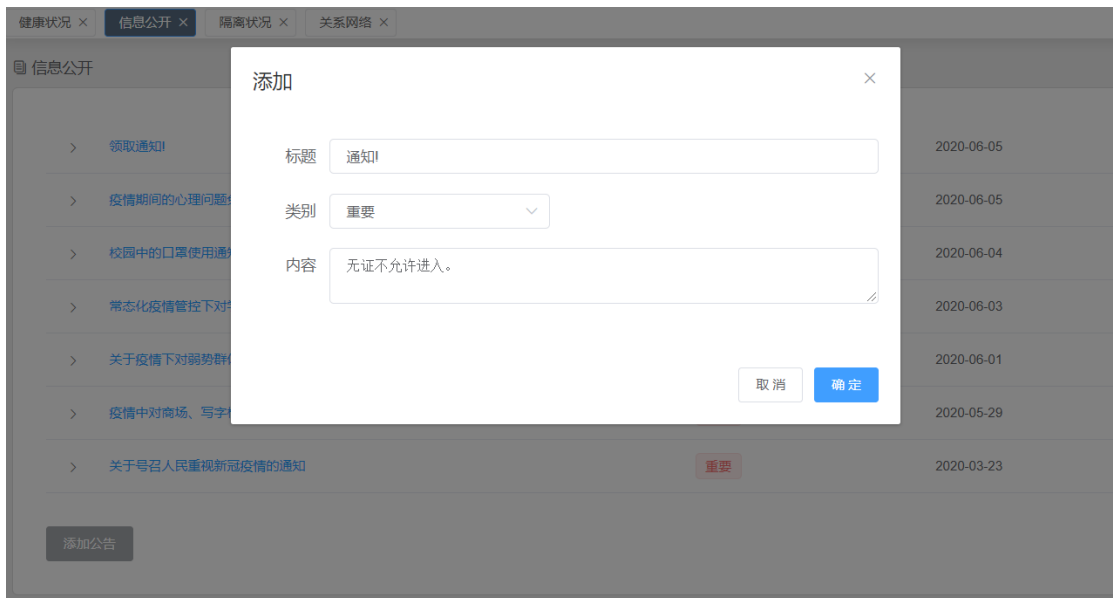 健康状况 × 信息公开 × 隔离状况 × 关系网络 ×
信息公开
添加
领取通知!
标题 通知!
2020-06-05
疫情期间的心理问题
类别 重要
2020-06-05
校园中的口罩使用通
内容 无证不允许进入。
2020-06-04
常态化疫情管控下对
2020-06-03
关于疫情下对弱势群
2020-06-01
取消 确定
疫情中对商场、写字
2020-05-29
关于号召人民重视新冠疫情的通知 重要 2020-03-23
添加公告